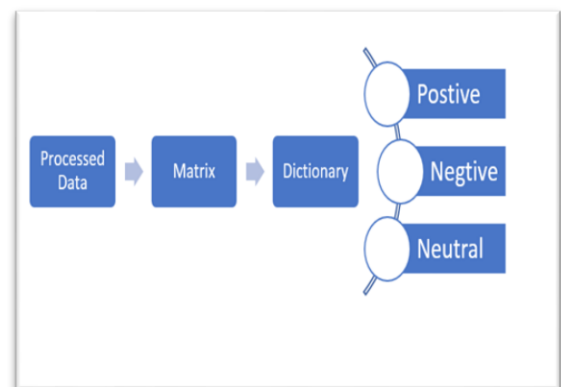 Processed
Data
Matrix
Dictionary
Postive
Negtive
Neutral